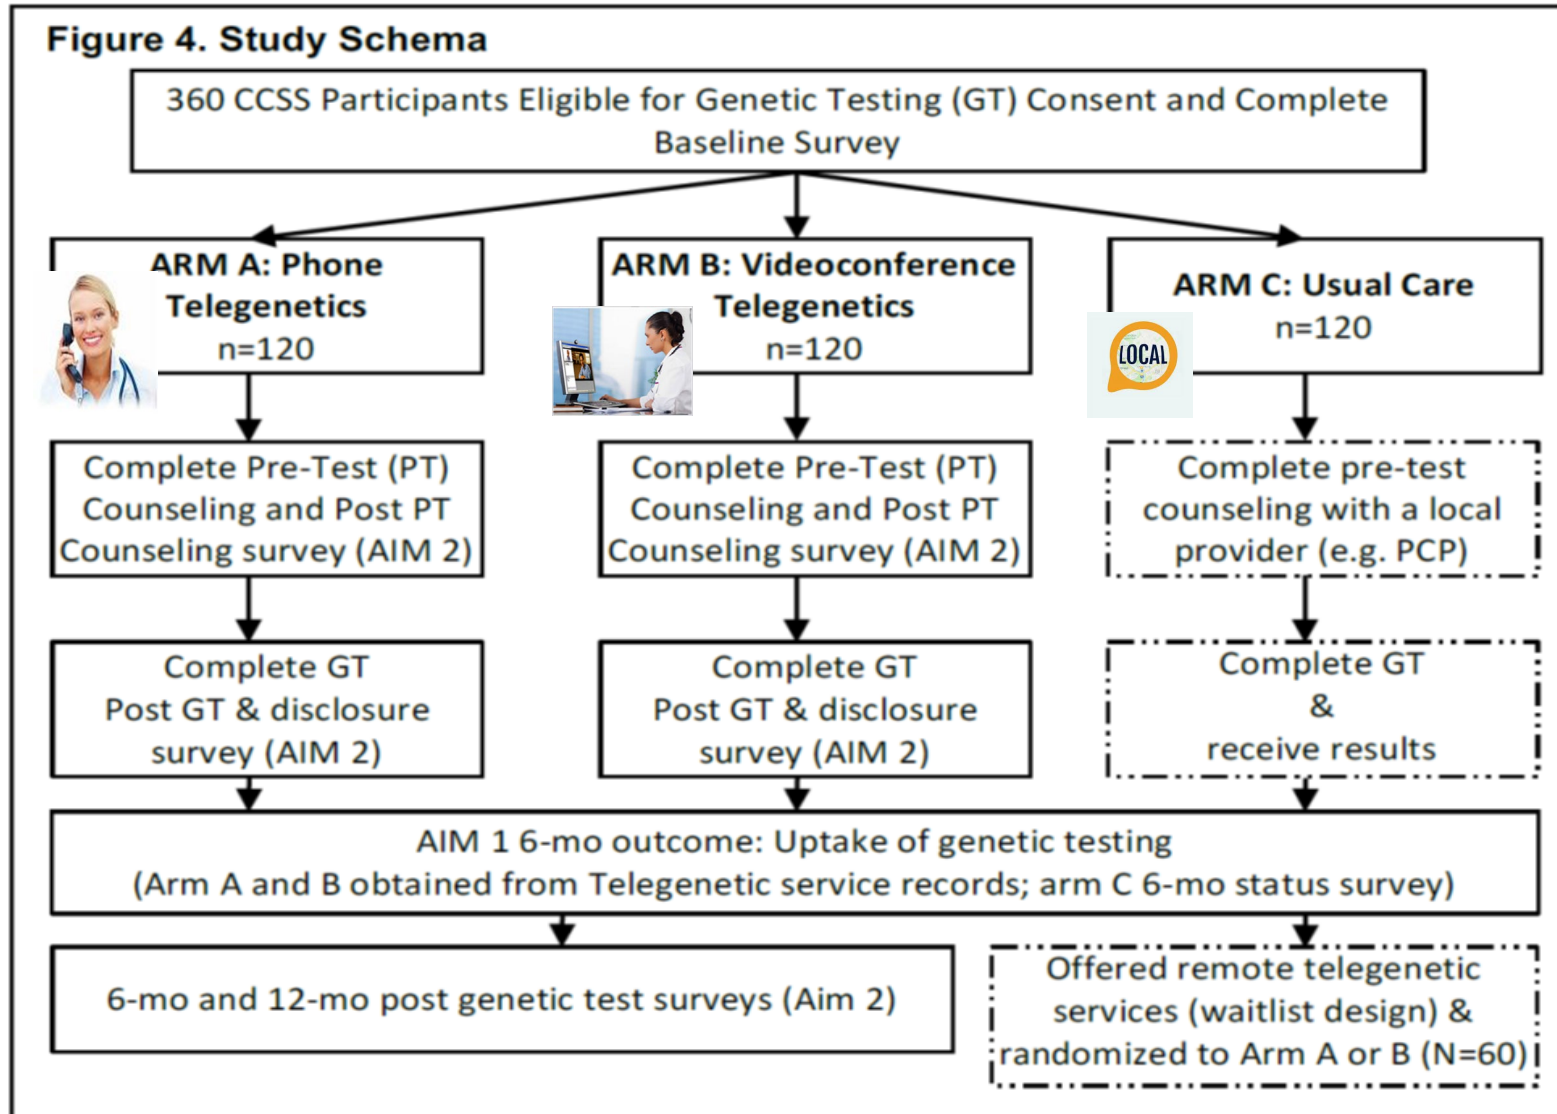 Figure 4. Study Schema
360 CCSS Participants Eligible for Genetic Testing (GT) Consent and Complete
Baseline Survey
ARM A: Phone
Telegenetics
n=120
ARM B: Videoconference
Telegenetics
n=120
ARM C: Usual Care
n=120
LOCAL
Complete Pre-Test (PT)
Counseling and Post PT
Counseling survey (AIM 2)
Complete Pre-Test (PT)
Counseling and Post PT
Counseling survey (AIM 2)
Complete pre-test
counseling with a local
provider (e.g. PCP)
Complete GT
Post GT & disclosure
survey (AIM 2)
Complete GT
Post GT & disclosure
survey (AIM 2)
Complete GT
&
receive results
AIM 1 6-mo outcome: Uptake of genetic testing
(Arm A and B obtained from Telegenetic service records; arm C 6-mo status survey)
6-mo and 12-mo post genetic test surveys (Aim 2)
Offered remote telegenetic
services (waitlist design) &
randomized to Arm A or B (N=60)